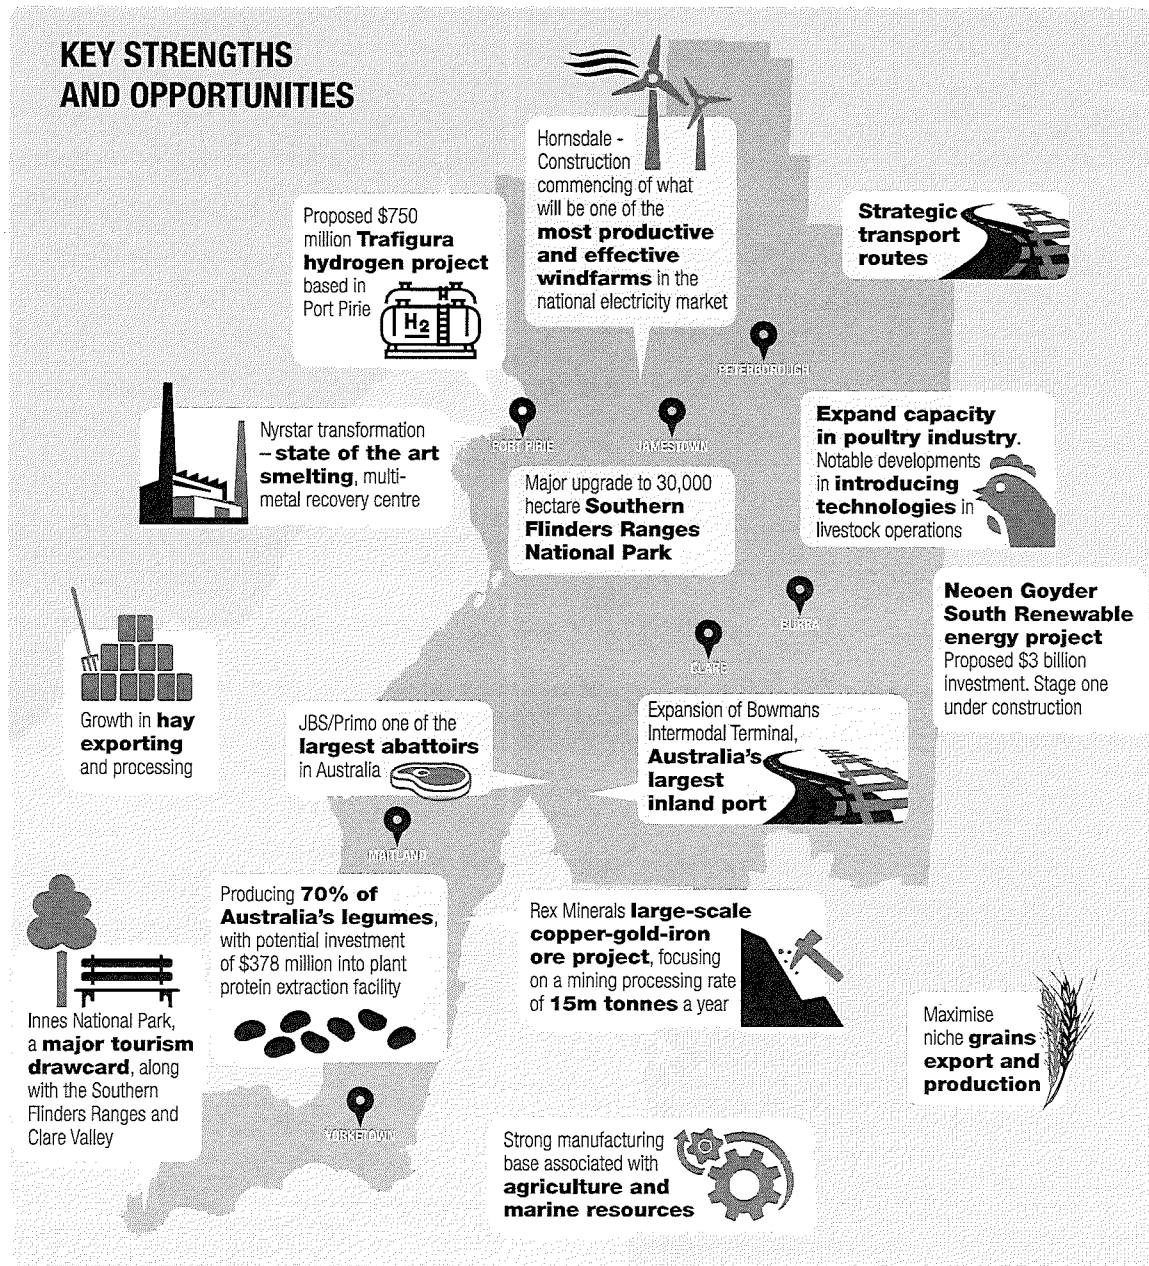 KEY STRENGTHS
AND OPPORTUNITIES
Hornsdale -
Construction
commencing of what
will be one of the
most productive
and effective
windfarms in the
national electricity market
Proposed $750
million Trafigura
hydrogen project
based in
Port Pirie
H2
Strategic
transport
routes
PETERBOROUGH
Nyrstar transformation
– state of the art
smelting, multi-
metal recovery centre
PORT PIRIE
JAMESTOWN
Expand capacity
in poultry industry.
Notable developments
in introducing
technologies in
livestock operations
Major upgrade to 30,000
hectare Southern
Flinders Ranges
National Park
BURRA
CLARE
Neoen Goyder
South Renewable
energy project
Proposed $3 billion
investment. Stage one
under construction
Growth in hay
exporting
and processing
JBS/Primo one of the
largest abattoirs
in Australia
Expansion of Bowmans
Intermodal Terminal,
Australia's
largest
inland port
MAITLAND
Producing 70% of
Australia's legumes,
with potential investment
of $378 million into plant
protein extraction facility
Rex Minerals large-scale
copper-gold-iron
ore project, focusing
on a mining processing rate
of 15m tonnes a year
Innes National Park,
a major tourism
drawcard, along
with the Southern
Flinders Ranges and
Clare Valley
Maximise
niche grains
export and
production
YORKETOWN
Strong manufacturing
base associated with
agriculture and
marine resources